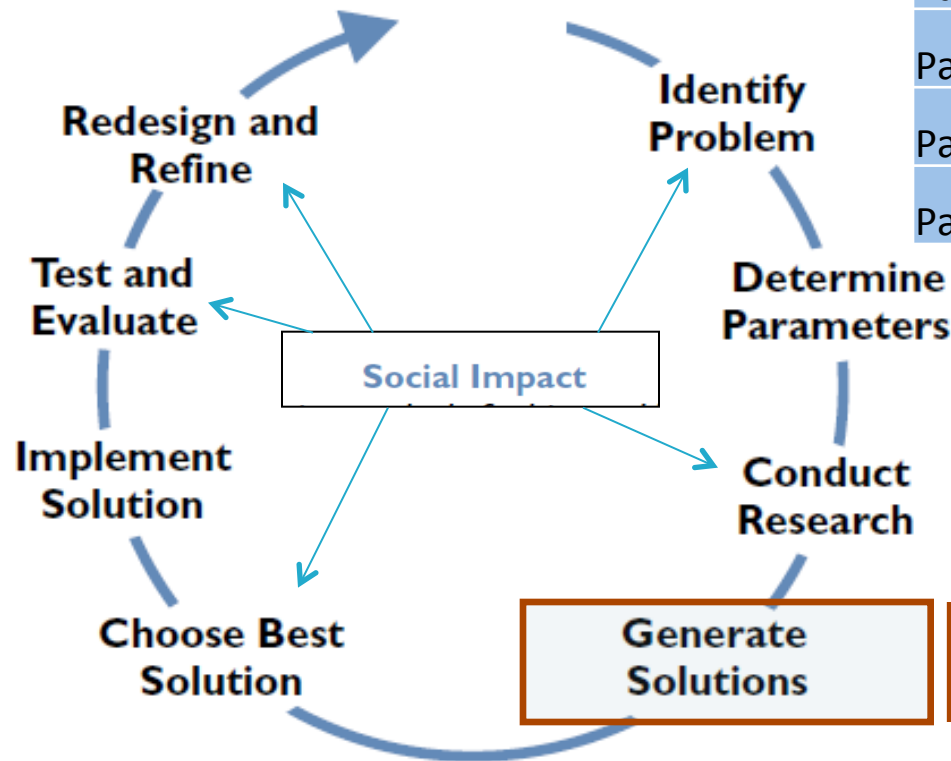 Identify
Problem
Determine
Parameters
Conduct
Research
Generate
Solutions
Choose Best
Solution
Implement
Solution
Test and
Evaluate
Redesign and
Refine
Social Impact
Pa
Pa
Pa